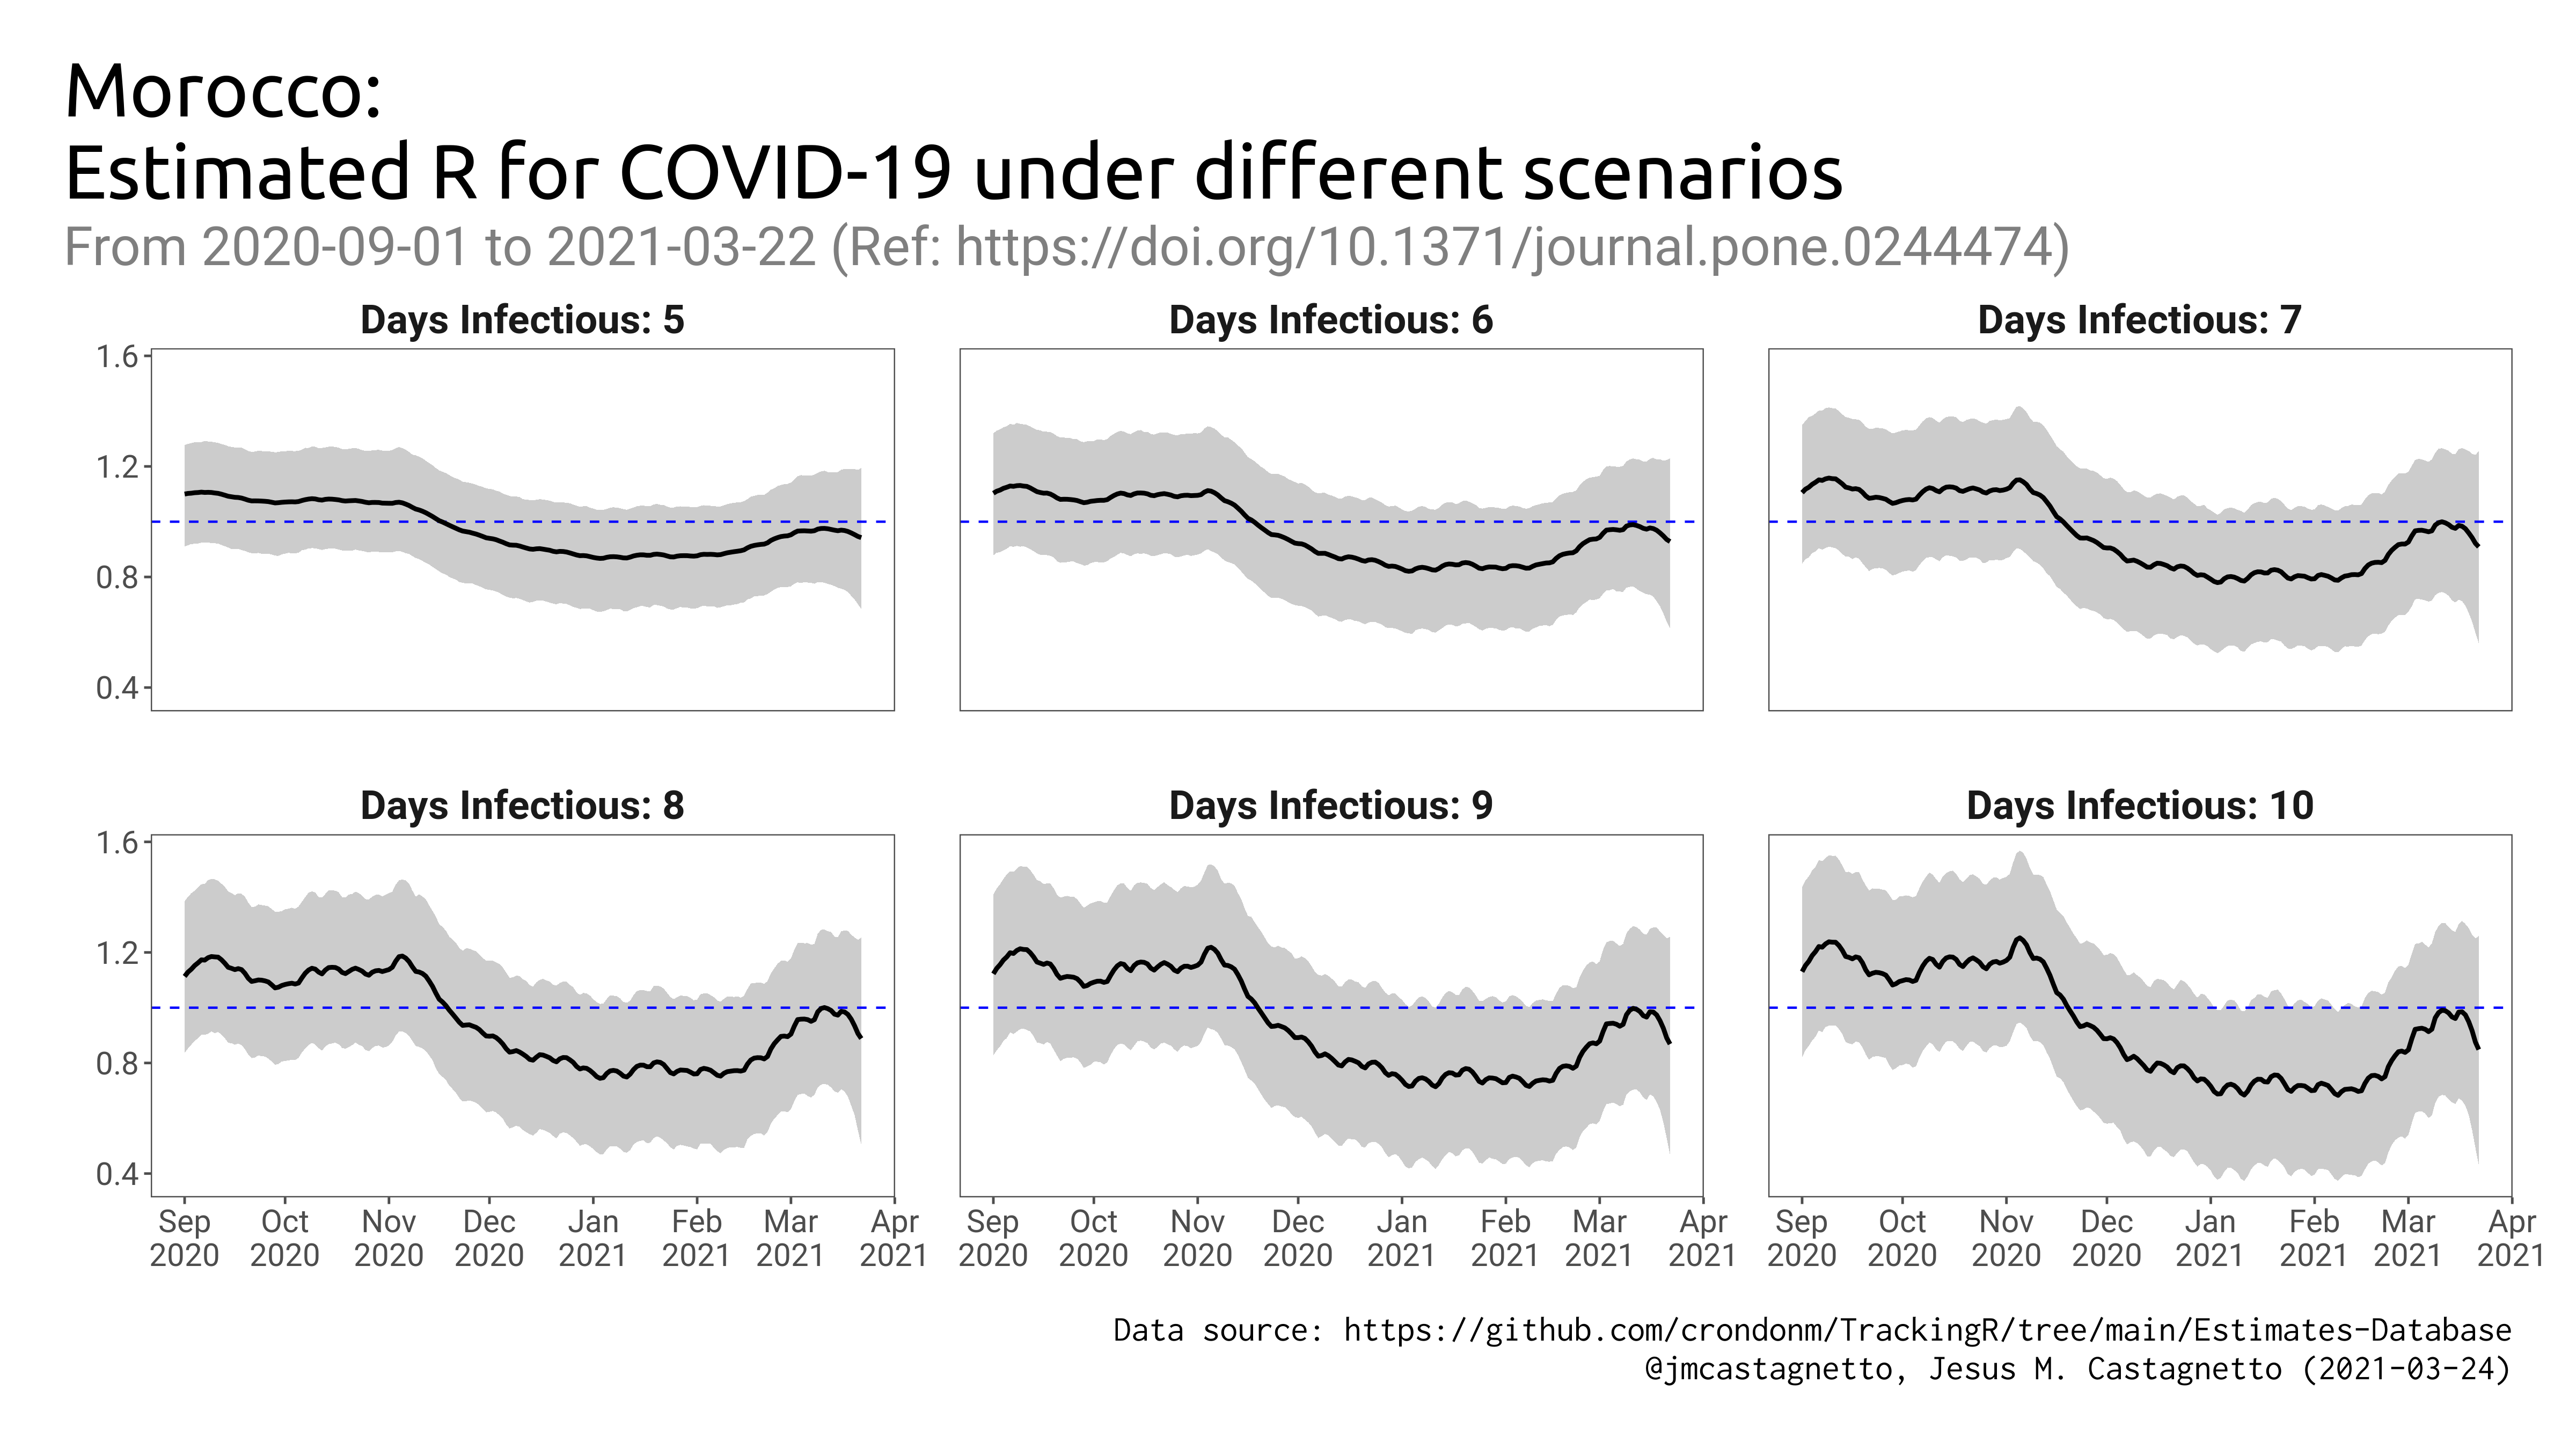 Morocco:
Estimated R for COVID-19 under different scenarios
From 2020-09-01 to 2021-03-22 (Ref: https://doi.org/10.1371/journal.pone.0244474)
Days Infectious: 5
Days Infectious: 6
Days Infectious: 7
1.6
1.2
0.8
0.4
Days Infectious: 8
Days Infectious: 9
Days Infectious: 10
1.6
1.2
0.8
0.4
Sep Oct Nov Dec Jan Feb Mar Apr
2020 2020 2020 2020 2021 2021 2021 2021
Sep Oct Nov Dec Jan Feb Mar Apr
2020 2020 2020 2020 2021 2021 2021 2021
Sep Oct Nov Dec Jan Feb Mar Apr
2020 2020 2020 2020 2021 2021 2021 2021
Data source: https://github.com/crondonm/TrackingR/tree/main/Estimates-Database
@jmcastagnetto, Jesus M. Castagnetto (2021-03-24)